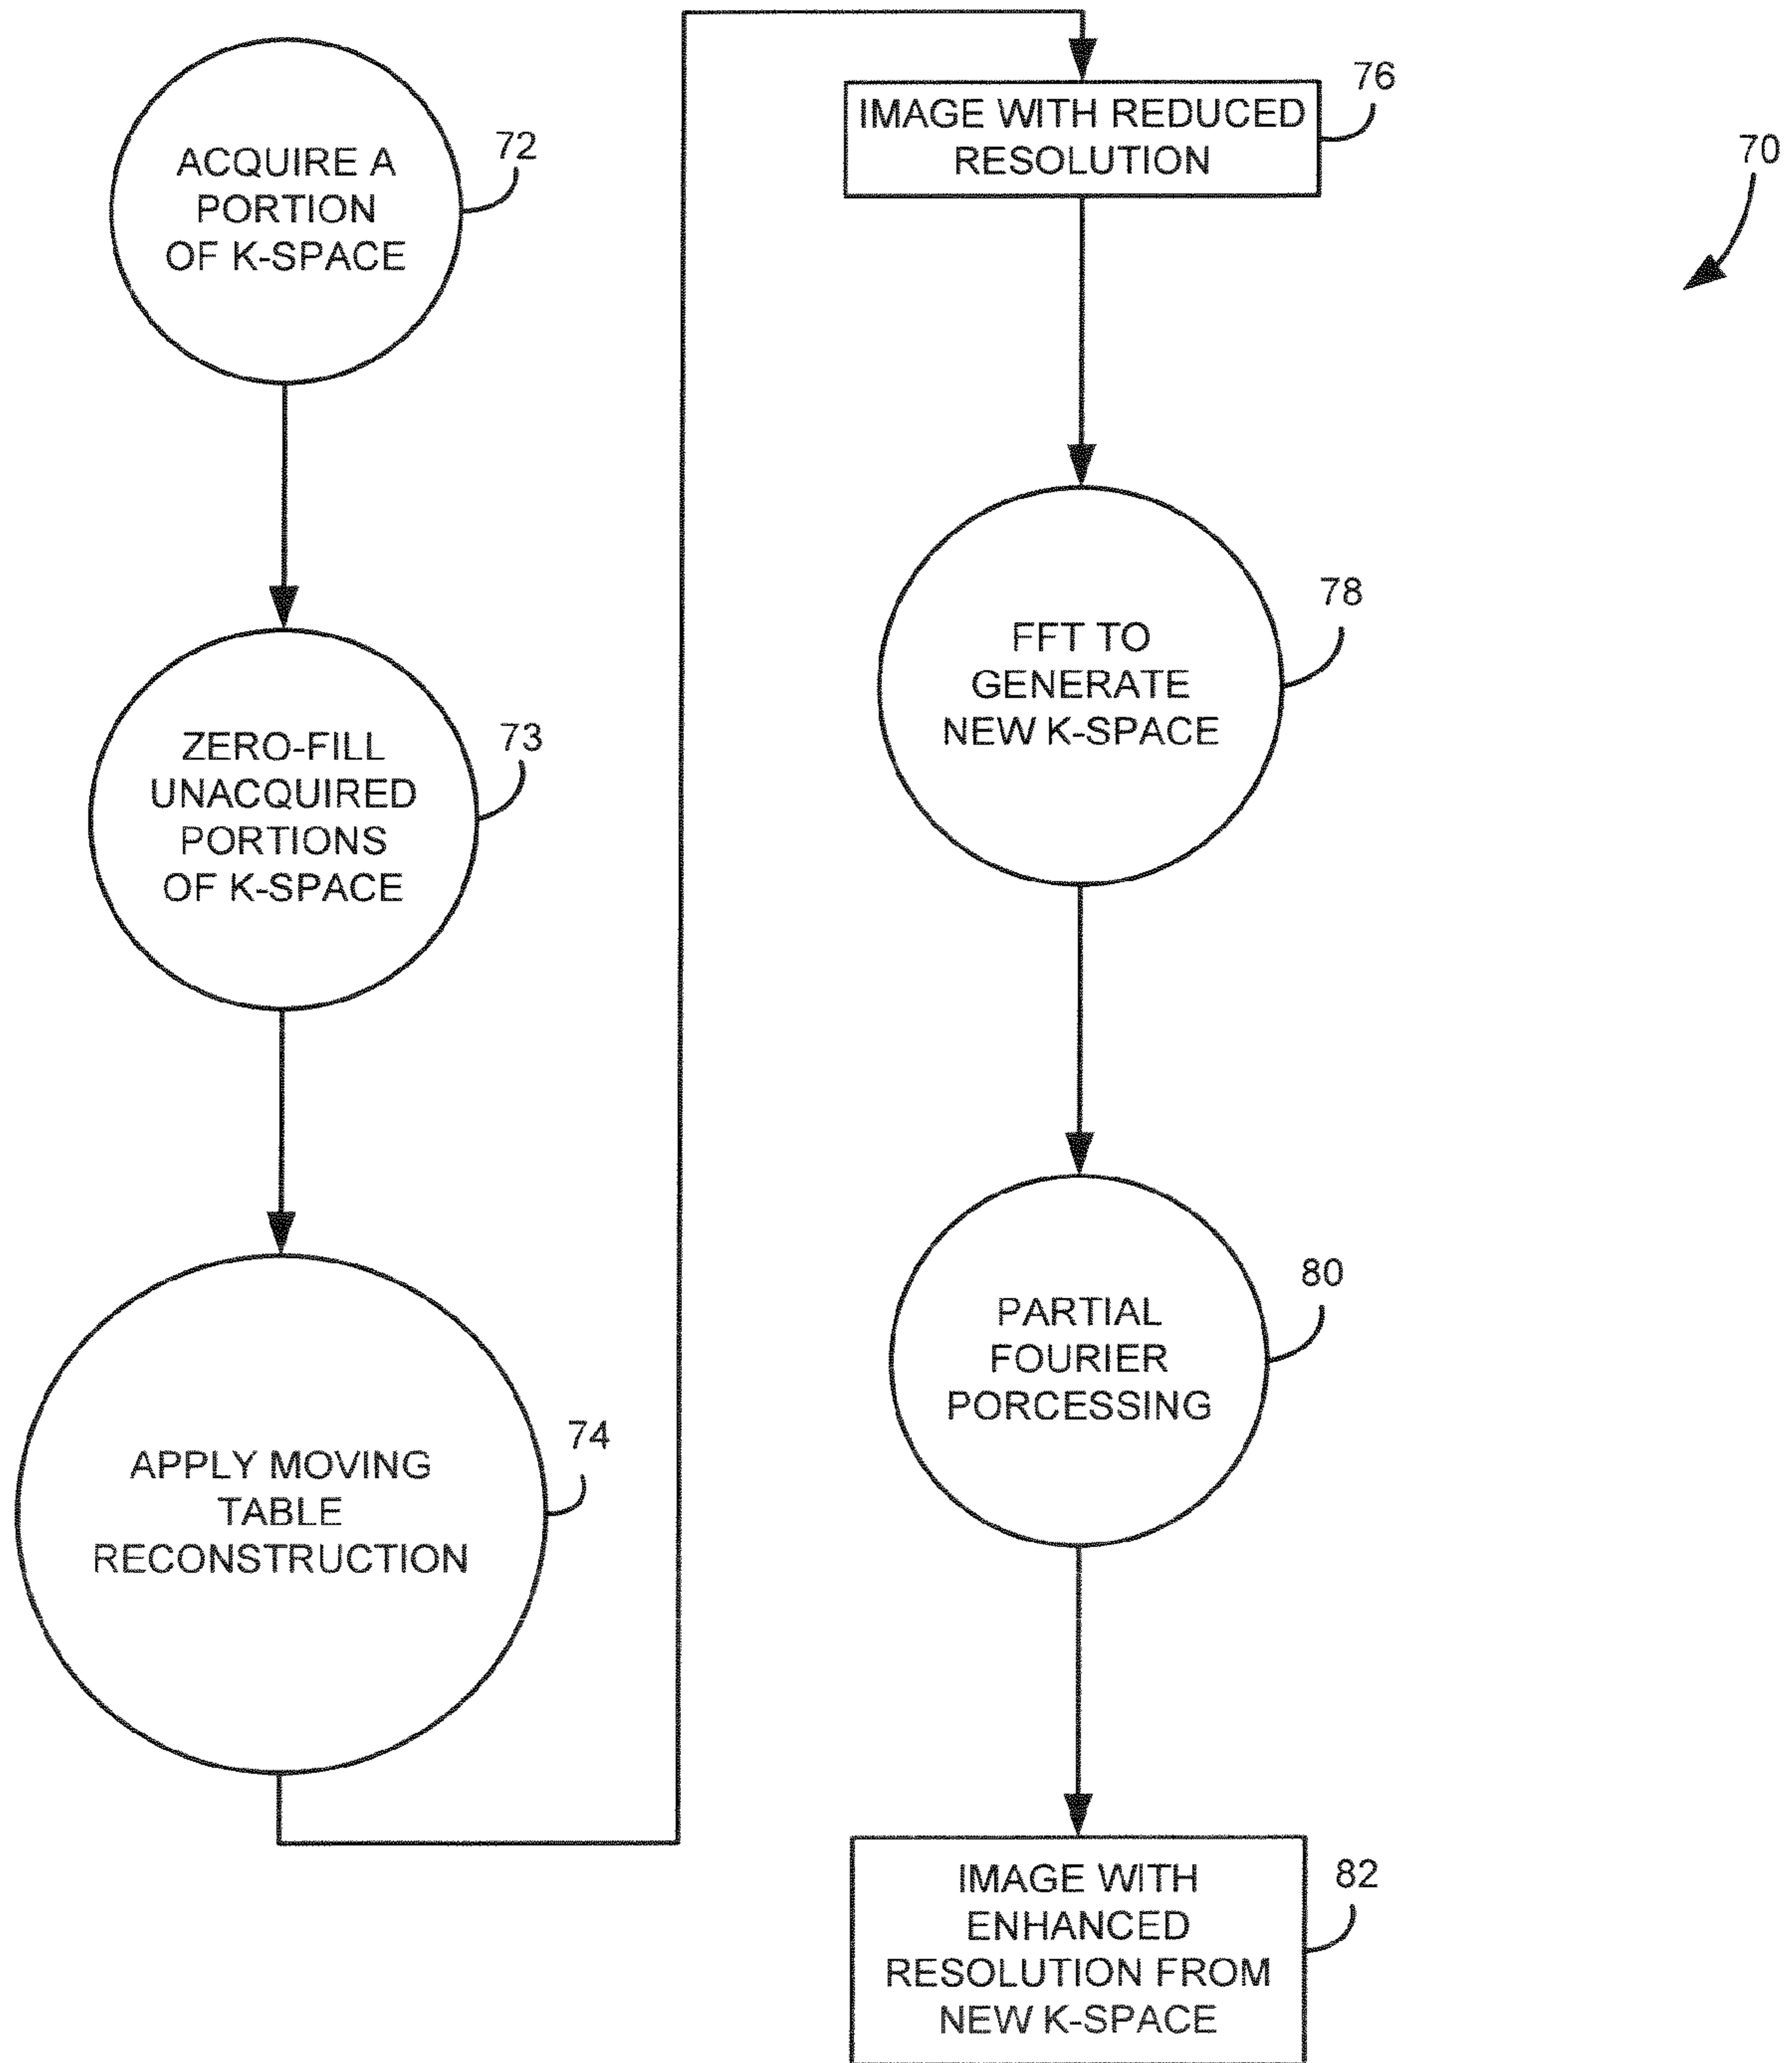 ACQUIRE A
PORTION
OF K-SPACE
72
ZERO-FILL
UNACQUIRED
PORTIONS
OF K-SPACE
73
APPLY MOVING
TABLE
RECONSTRUCTION
74
IMAGE WITH REDUCED
RESOLUTION
76
70
FFT TO
GENERATE
NEW K-SPACE
78
PARTIAL
FOURIER
PORCESSING
80
IMAGE WITH
ENHANCED
RESOLUTION FROM
NEW K-SPACE
82